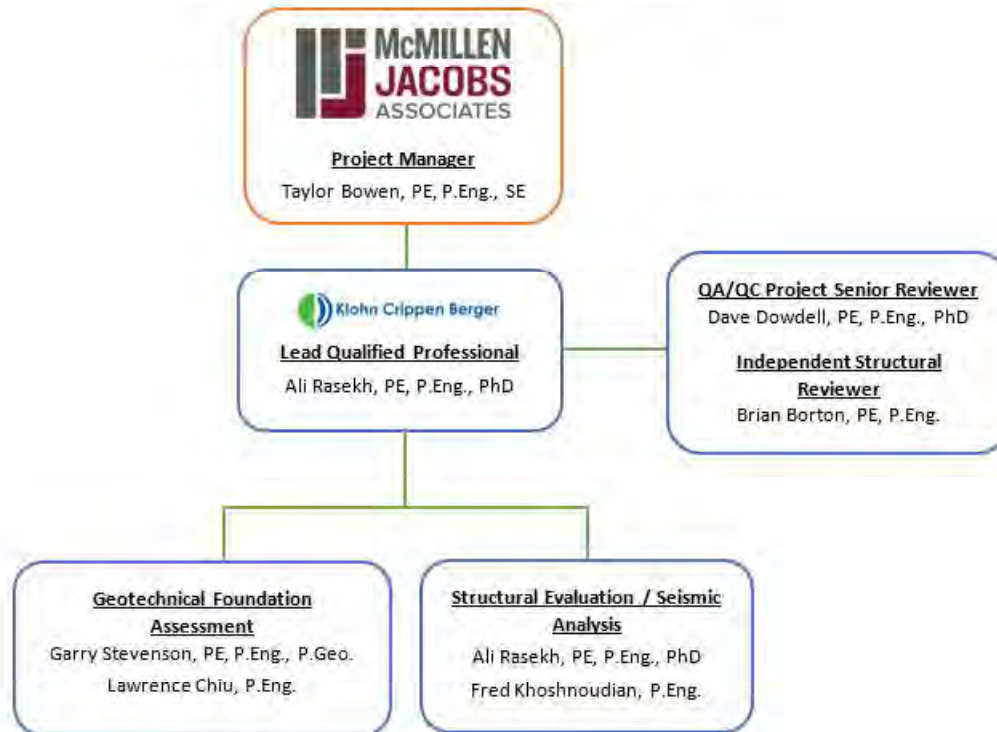 McMILLEN
JACOBS
ASSOCIATES
Project Manager
Taylor Bowen, PE, P.Eng., SE
Klohn Crippen Berger
Lead Qualified Professional
Ali Rasekh, PE, P.Eng., PhD
QA/QC Project Senior Reviewer
Dave Dowdell, PE, P.Eng., PhD
Independent Structural
Reviewer
Brian Borton, PE, P.Eng.
Geotechnical Foundation
Assessment
Garry Stevenson, PE, P.Eng., P.Geo.
Lawrence Chiu, P.Eng.
Structural Evaluation / Seismic
Analysis
Ali Rasekh, PE, P.Eng., PhD
Fred Khoshnoudian, P.Eng.